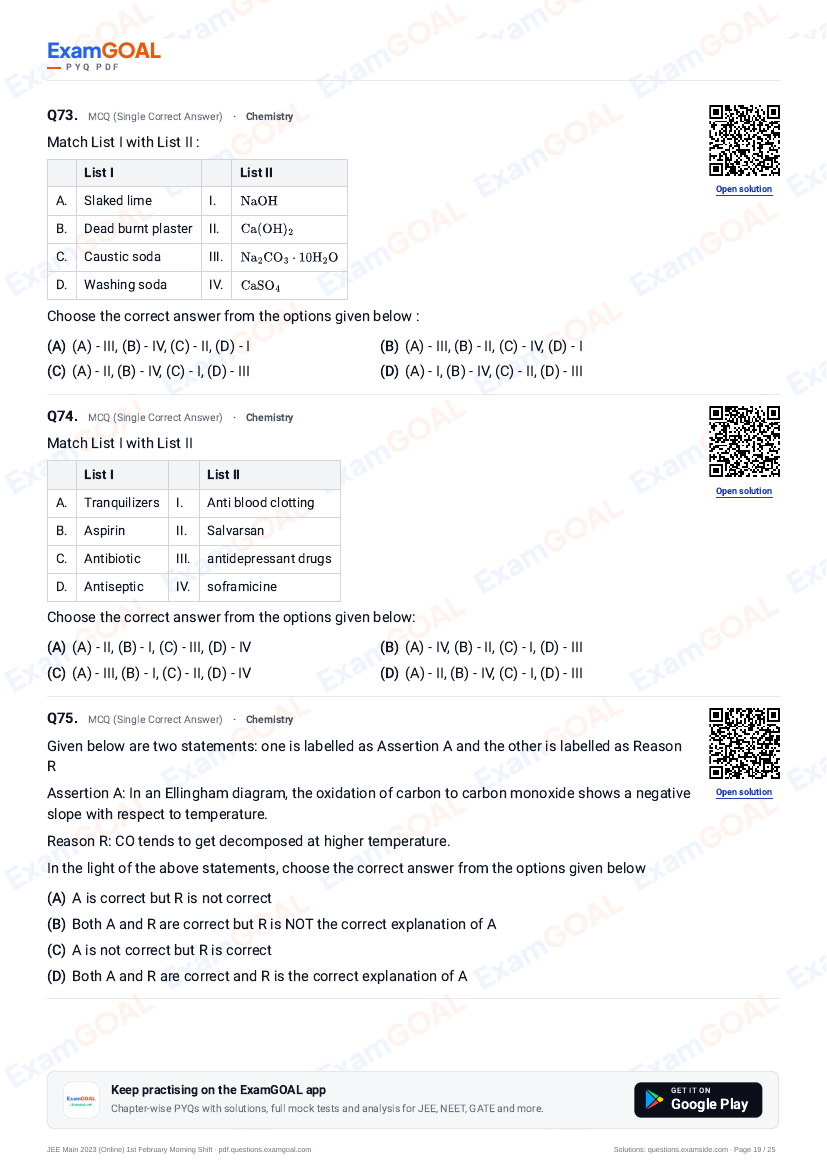 ExamGOAL
PYQ PDF
Q73. MCQ (Single Correct Answer) · Chemistry
Open solution
Match List I with List II :
List I List II
A. Slaked lime I. NaOH
B. Dead burnt plaster II. Ca(OH)₂
C. Caustic soda III. Na₂CO₃ · 10H₂O
D. Washing soda IV. CaSO₄
Choose the correct answer from the options given below :
(A) (A) - III, (B) - IV, (C) - II, (D) - I
(B) (A) - III, (B) - II, (C) - IV, (D) - I
(C) (A) - II, (B) - IV, (C) - I, (D) - III
(D) (A) - I, (B) - IV, (C) - II, (D) - III
Q74. MCQ (Single Correct Answer) · Chemistry
Open solution
Match List I with List II
List I List II
A. Tranquilizers I. Anti blood clotting
B. Aspirin II. Salvarsan
C. Antibiotic III. antidepressant drugs
D. Antiseptic IV. soframicine
Choose the correct answer from the options given below:
(A) (A) - II, (B) - I, (C) - III, (D) - IV
(B) (A) - IV, (B) - II, (C) - I, (D) - III
(C) (A) - III, (B) - I, (C) - II, (D) - IV
(D) (A) - II, (B) - IV, (C) - I, (D) - III
Q75. MCQ (Single Correct Answer) · Chemistry
Open solution
Given below are two statements: one is labelled as Assertion A and the other is labelled as Reason
R
Assertion A: In an Ellingham diagram, the oxidation of carbon to carbon monoxide shows a negative
slope with respect to temperature.
Reason R: CO tends to get decomposed at higher temperature.
In the light of the above statements, choose the correct answer from the options given below
(A) A is correct but R is not correct
(B) Both A and R are correct but R is NOT the correct explanation of A
(C) A is not correct but R is correct
(D) Both A and R are correct and R is the correct explanation of A
ExamGOAL
Keep practising on the ExamGOAL app
Chapter-wise PYQs with solutions, full mock tests and analysis for JEE, NEET, GATE and more.
GET IT ON
Google Play
JEE Main 2023 (Online) 1st February Morning Shift · pdf.questions.examgoal.com
Solutions: questions.examside.com · Page 19 / 25